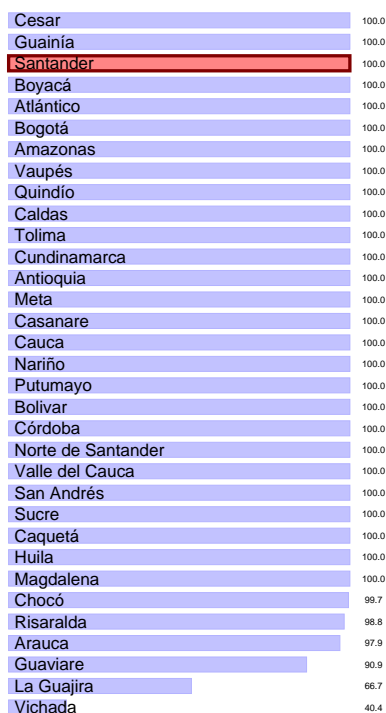 Cesar 100.0
Guainía 100.0
Santander 100.0
Boyacá 100.0
Atlántico 100.0
Bogotá 100.0
Amazonas 100.0
Vaupés 100.0
Quindío 100.0
Caldas 100.0
Tolima 100.0
Cundinamarca 100.0
Antioquia 100.0
Meta 100.0
Casanare 100.0
Cauca 100.0
Nariño 100.0
Putumayo 100.0
Bolivar 100.0
Córdoba 100.0
Norte de Santander 100.0
Valle del Cauca 100.0
San Andrés 100.0
Sucre 100.0
Caquetá 100.0
Huila 100.0
Magdalena 100.0
Chocó 99.7
Risaralda 98.8
Arauca 97.9
Guaviare 90.9
La Guajira 66.7
Vichada 40.4